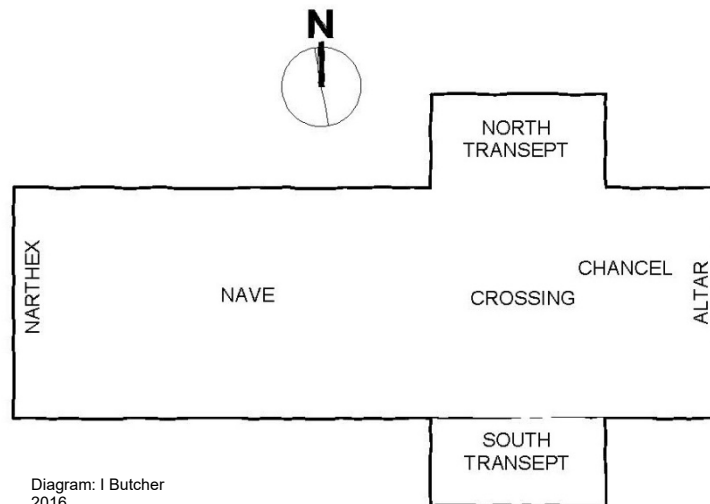 N
NORTH
TRANSEPT
NARTHEX
NAVE
CROSSING
CHANCEL
ALTAR
SOUTH
TRANSEPT
Diagram: I Butcher
2016